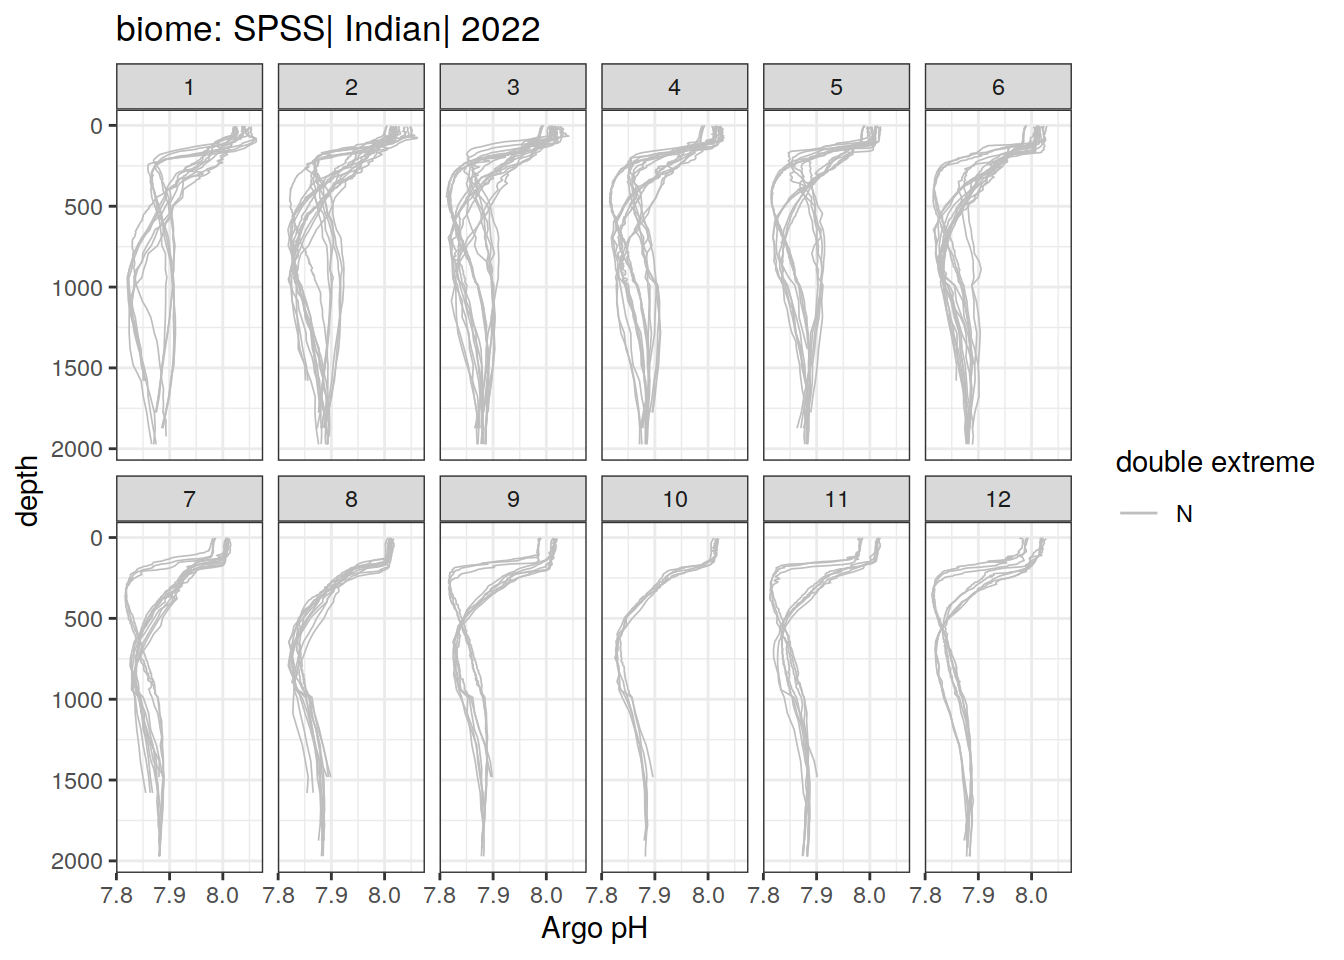 biome: SPSS| Indian| 2022
1 2 3 4 5 6
0
500
1000
1500
2000
7 8 9 10 11 12
0
500
1000
1500
2000
7.8 7.9 8.0 7.8 7.9 8.0 7.8 7.9 8.0 7.8 7.9 8.0 7.8 7.9 8.0 7.8 7.9 8.0
Argo pH
depth
double extreme
N